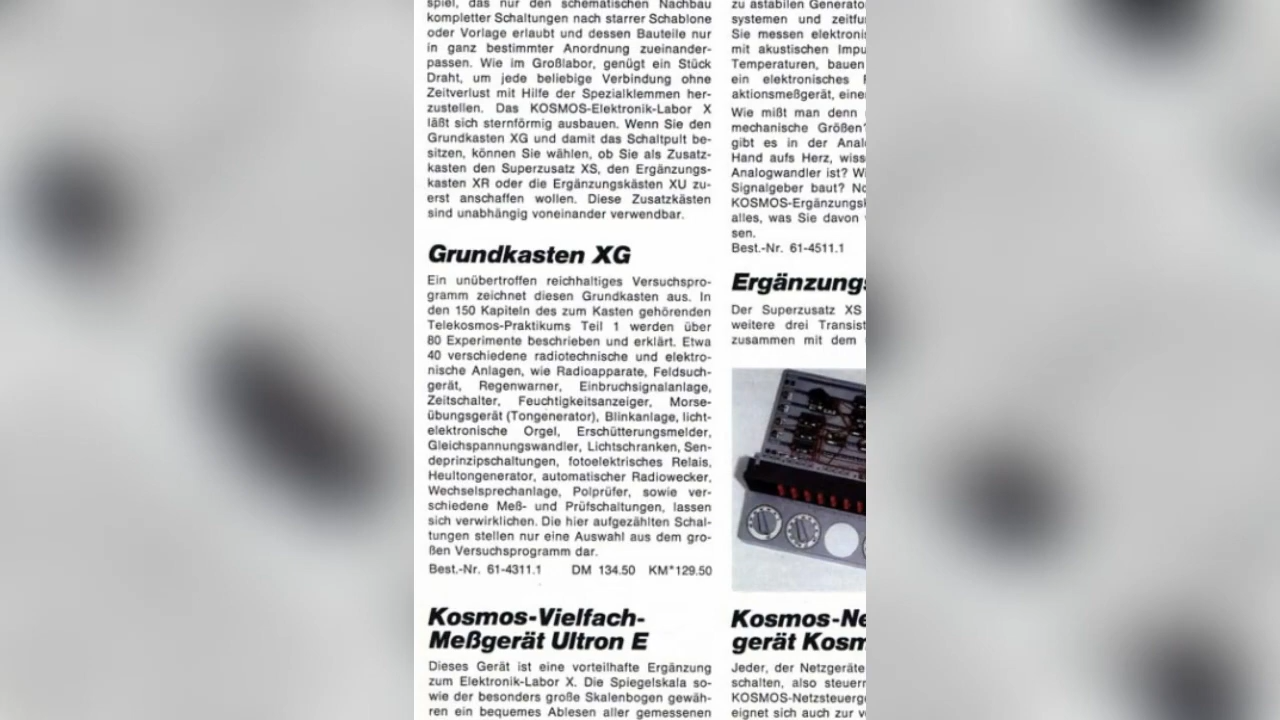 spiel, das nur den schematischen Nachbau
kompletter Schaltungen nach starrer Schablone
oder Vorlage erlaubt und dessen Bauteile nur
in ganz bestimmter Anordnung zueinander-
passen. Wie im Großlabor, genügt ein Stück
Draht, um jede beliebige Verbindung ohne
Zeitverlust mit Hilfe der Spezialklemmen her-
zustellen. Das KOSMOS-Elektronik-Labor X
läßt sich sternförmig ausbauen. Wenn Sie den
Grundkasten XG und damit das Schaltpult be-
sitzen, können Sie wählen, ob Sie als Zusatz-
kasten den Superzusatz XS, den Ergänzungs-
kasten XR oder die Ergänzungskästen XU zu-
erst anschaffen wollen. Diese Zusatzkästen
sind unabhängig voneinander verwendbar.
Grundkasten XG
Ein unübertroffen reichhaltiges Versuchspro-
gramm zeichnet diesen Grundkasten aus. In
den 150 Kapiteln des zum Kasten gehörenden
Telekosmos-Praktikums Teil 1 werden über
80 Experimente beschrieben und erklärt. Etwa
40 verschiedene radiotechnische und elektro-
nische Anlagen, wie Radioapparate, Feldsuch-
gerät, Regenwarner, Einbruchsignalanlage,
Zeitschalter, Feuchtigkeitsanzeiger, Morse-
übungsgerät (Tongenerator), Blinkanlage, licht-
elektronische Orgel, Erschütterungsmelder,
Gleichspannungswandler, Lichtschranken, Sen-
deprinzipschaltungen, fotoelektrisches Relais,
Heultongenerator, automatischer Radiowecker,
Wechselsprechanlage, Polprüfer, sowie ver-
schiedene Meß- und Prüfschaltungen, lassen
sich verwirklichen. Die hier aufgezählten Schal-
tungen stellen nur eine Auswahl aus dem gro-
ßen Versuchsprogramm dar.
Best.-Nr. 61-4311.1 DM 134.50 KM*129.50
Kosmos-Vielfach-
Meßgerät Ultron E
Dieses Gerät ist eine vorteilhafte Ergänzung
zum Elektronik-Labor X. Die Spiegelskala so-
wie der besonders große Skalenbogen gewäh-
ren ein bequemes Ablesen aller gemessenen
zu astabilen Generato
systemen und zeitfu
Sie messen elektroni
mit akustischen Impu
Temperaturen, bauen
ein elektronisches
aktionsmeßgerät, eine
Wie mißt man denn
mechanische Größen?
gibt es in der Anal
Hand aufs Herz, wiss
Analogwandler ist? W
Signalgeber baut? No
KOSMOS-Ergänzungsk
alles, was Sie davon
sen.
Best.-Nr. 61-4511.1
Ergänzungs
Der Superzusatz XS
weitere drei Transist
zusammen mit dem
Kosmos-Ne
gerät Kosm
Jeder, der Netzgeräte
schalten, also steuern
KOSMOS-Netzsteuerge
eignet sich auch zur v